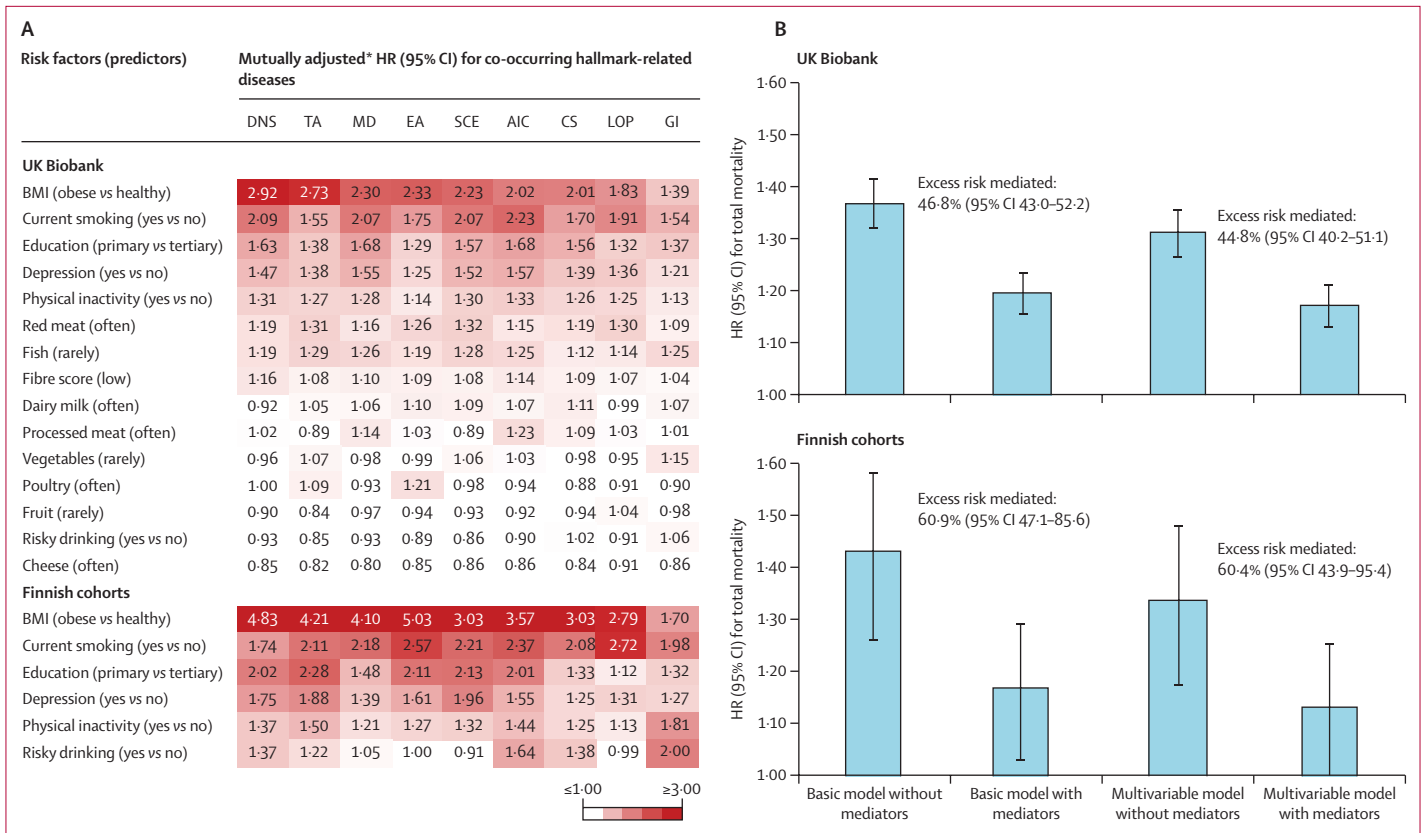 A
Risk factors (predictors)
Mutually adjusted* HR (95% CI) for co-occurring hallmark-related
diseases
DNS TA MD EA SCE AIC CS LOP GI
UK Biobank
BMI (obese vs healthy) 2·92 2·73 2·30 2·33 2·23 2·02 2·01 1·83 1·39
Current smoking (yes vs no) 2·09 1·55 2·07 1·75 2·07 2·23 1·70 1·91 1·54
Education (primary vs tertiary) 1·63 1·38 1·68 1·29 1·57 1·68 1·56 1·32 1·37
Depression (yes vs no) 1·47 1·38 1·55 1·25 1·52 1·57 1·39 1·36 1·21
Physical inactivity (yes vs no) 1·31 1·27 1·28 1·14 1·30 1·33 1·26 1·25 1·13
Red meat (often) 1·19 1·31 1·16 1·26 1·32 1·15 1·19 1·30 1·09
Fish (rarely) 1·19 1·29 1·26 1·19 1·28 1·25 1·12 1·14 1·25
Fibre score (low) 1·16 1·08 1·10 1·09 1·08 1·14 1·09 1·07 1·04
Dairy milk (often) 0·92 1·05 1·06 1·10 1·09 1·07 1·11 0·99 1·07
Processed meat (often) 1·02 0·89 1·14 1·03 0·89 1·23 1·09 1·03 1·01
Vegetables (rarely) 0·96 1·07 0·98 0·99 1·06 1·03 0·98 0·95 1·15
Poultry (often) 1·00 1·09 0·93 1·21 0·98 0·94 0·88 0·91 0·90
Fruit (rarely) 0·90 0·84 0·97 0·94 0·93 0·92 0·94 1·04 0·98
Risky drinking (yes vs no) 0·93 0·85 0·93 0·89 0·86 0·90 1·02 0·91 1·06
Cheese (often) 0·85 0·82 0·80 0·85 0·86 0·86 0·84 0·91 0·86
Finnish cohorts
BMI (obese vs healthy) 4·83 4·21 4·10 5·03 3·03 3·57 3·03 2·79 1·70
Current smoking (yes vs no) 1·74 2·11 2·18 2·57 2·21 2·37 2·08 2·72 1·98
Education (primary vs tertiary) 2·02 2·28 1·48 2·11 2·13 2·01 1·33 1·12 1·32
Depression (yes vs no) 1·75 1·88 1·39 1·61 1·96 1·55 1·25 1·31 1·27
Physical inactivity (yes vs no) 1·37 1·50 1·21 1·27 1·32 1·44 1·25 1·13 1·81
Risky drinking (yes vs no) 1·37 1·22 1·05 1·00 0·91 1·64 1·38 0·99 2·00
≤1·00 ≥3·00
B
UK Biobank
HR (95% CI) for total mortality
1·60
1·50
1·40
1·30
1·20
1·10
1·00
Excess risk mediated:
46·8% (95% CI 43·0–52·2)
Excess risk mediated:
44·8% (95% CI 40·2–51·1)
Finnish cohorts
HR (95% CI) for total mortality
1·60
1·50
1·40
1·30
1·20
1·10
1·00
Excess risk mediated:
60·9% (95% CI 47·1–85·6)
Excess risk mediated:
60·4% (95% CI 43·9–95·4)
Basic model without
mediators
Basic model with
mediators
Multivariable model
without mediators
Multivariable model
with mediators